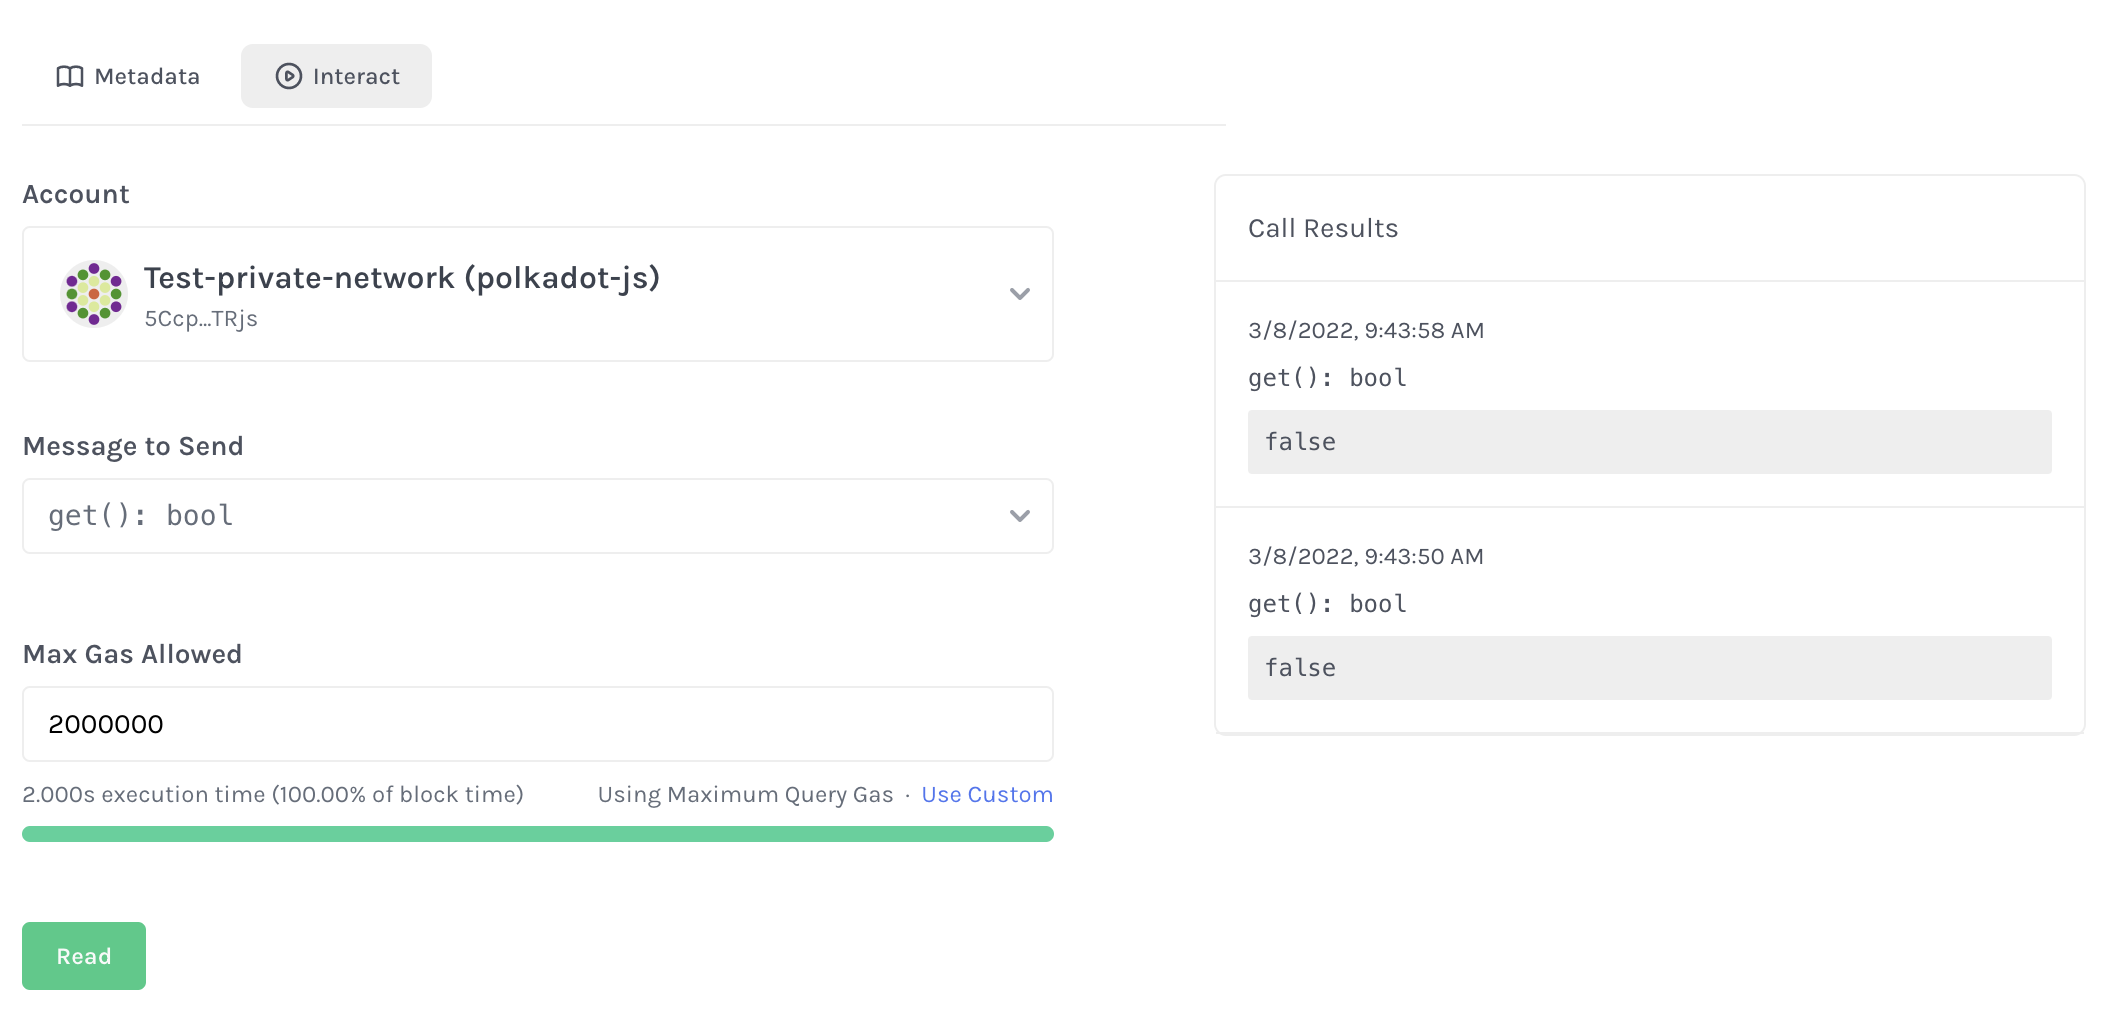 Metadata
Interact
Account
Test-private-network (polkadot-js)
5Ccp...TRjs
Message to Send
get(): bool
Max Gas Allowed
2000000
2.000s execution time (100.00% of block time)
Using Maximum Query Gas · Use Custom
Read
Call Results
3/8/2022, 9:43:58 AM
get(): bool
false
3/8/2022, 9:43:50 AM
get(): bool
false